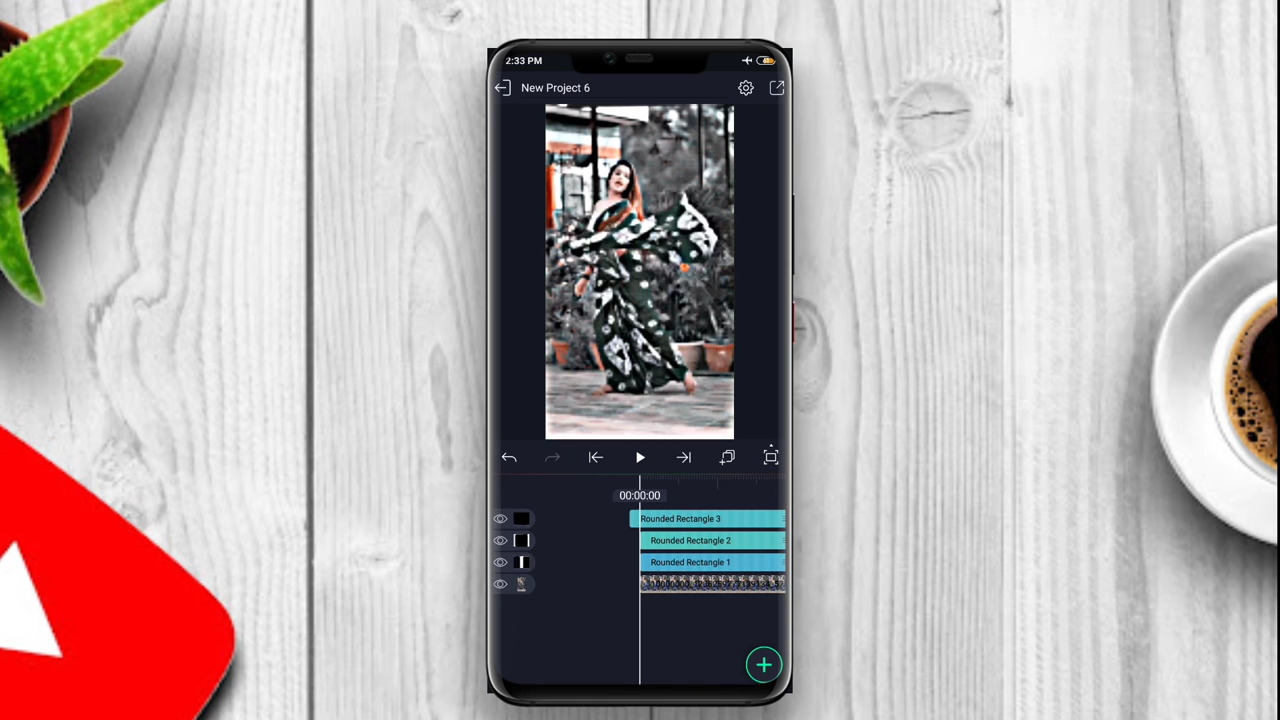 2:33 PM
New Project 6
00:00:00
Rounded Rectangle 3
Rounded Rectangle 2
Rounded Rectangle 1